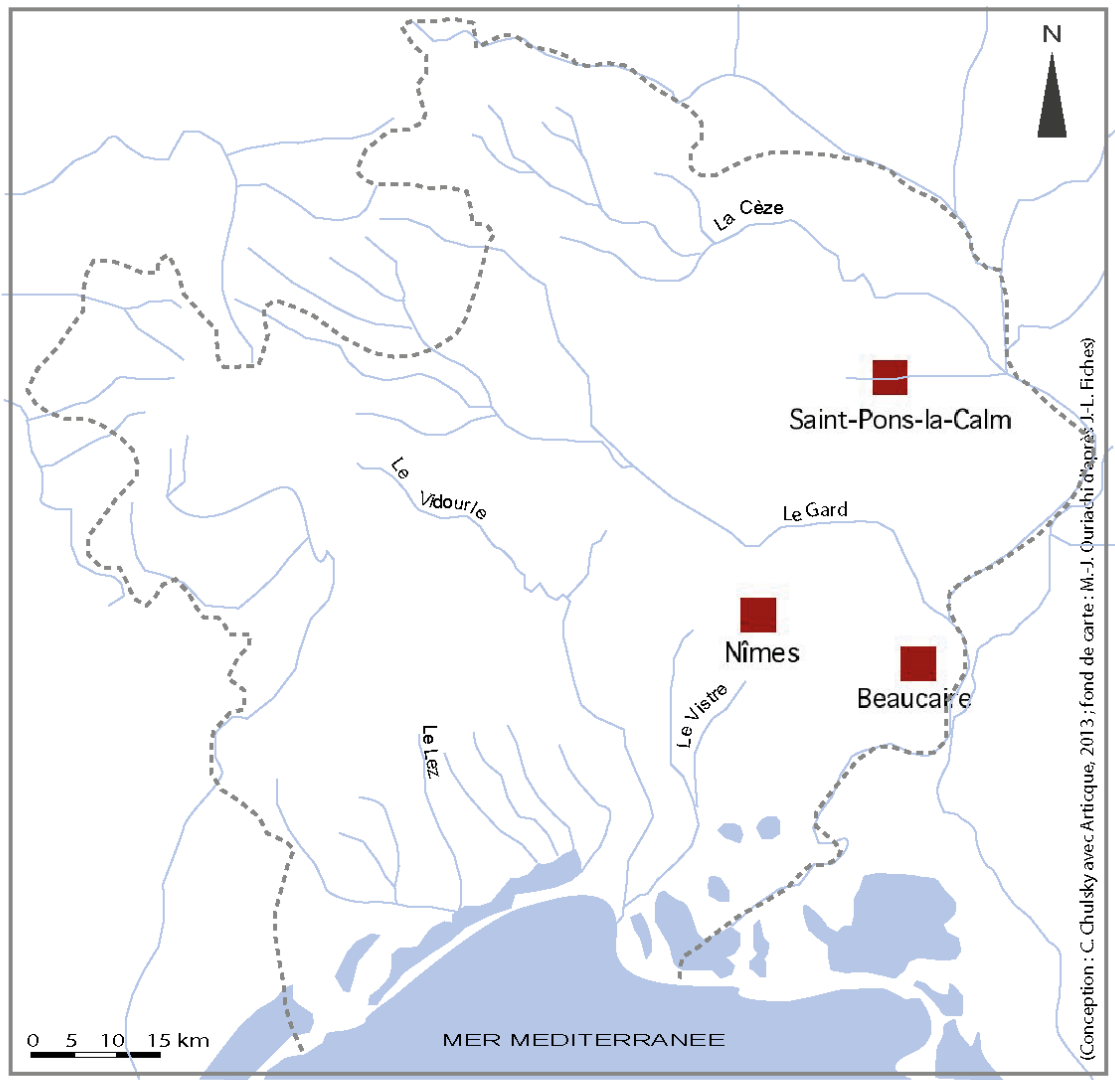 N
La Cèze
Saint-Pons-la-Calm
Le Vidourle
Le Gard
Nîmes
Beaucaire
Le Vistre
Le Lez
0 5 10 15 km
MER MEDITERRANEE
(Conception : C. Chulsky avec Articque, 2013 ; fond de carte : M.-J. Ouriachi d'après J.-L. Fiches)